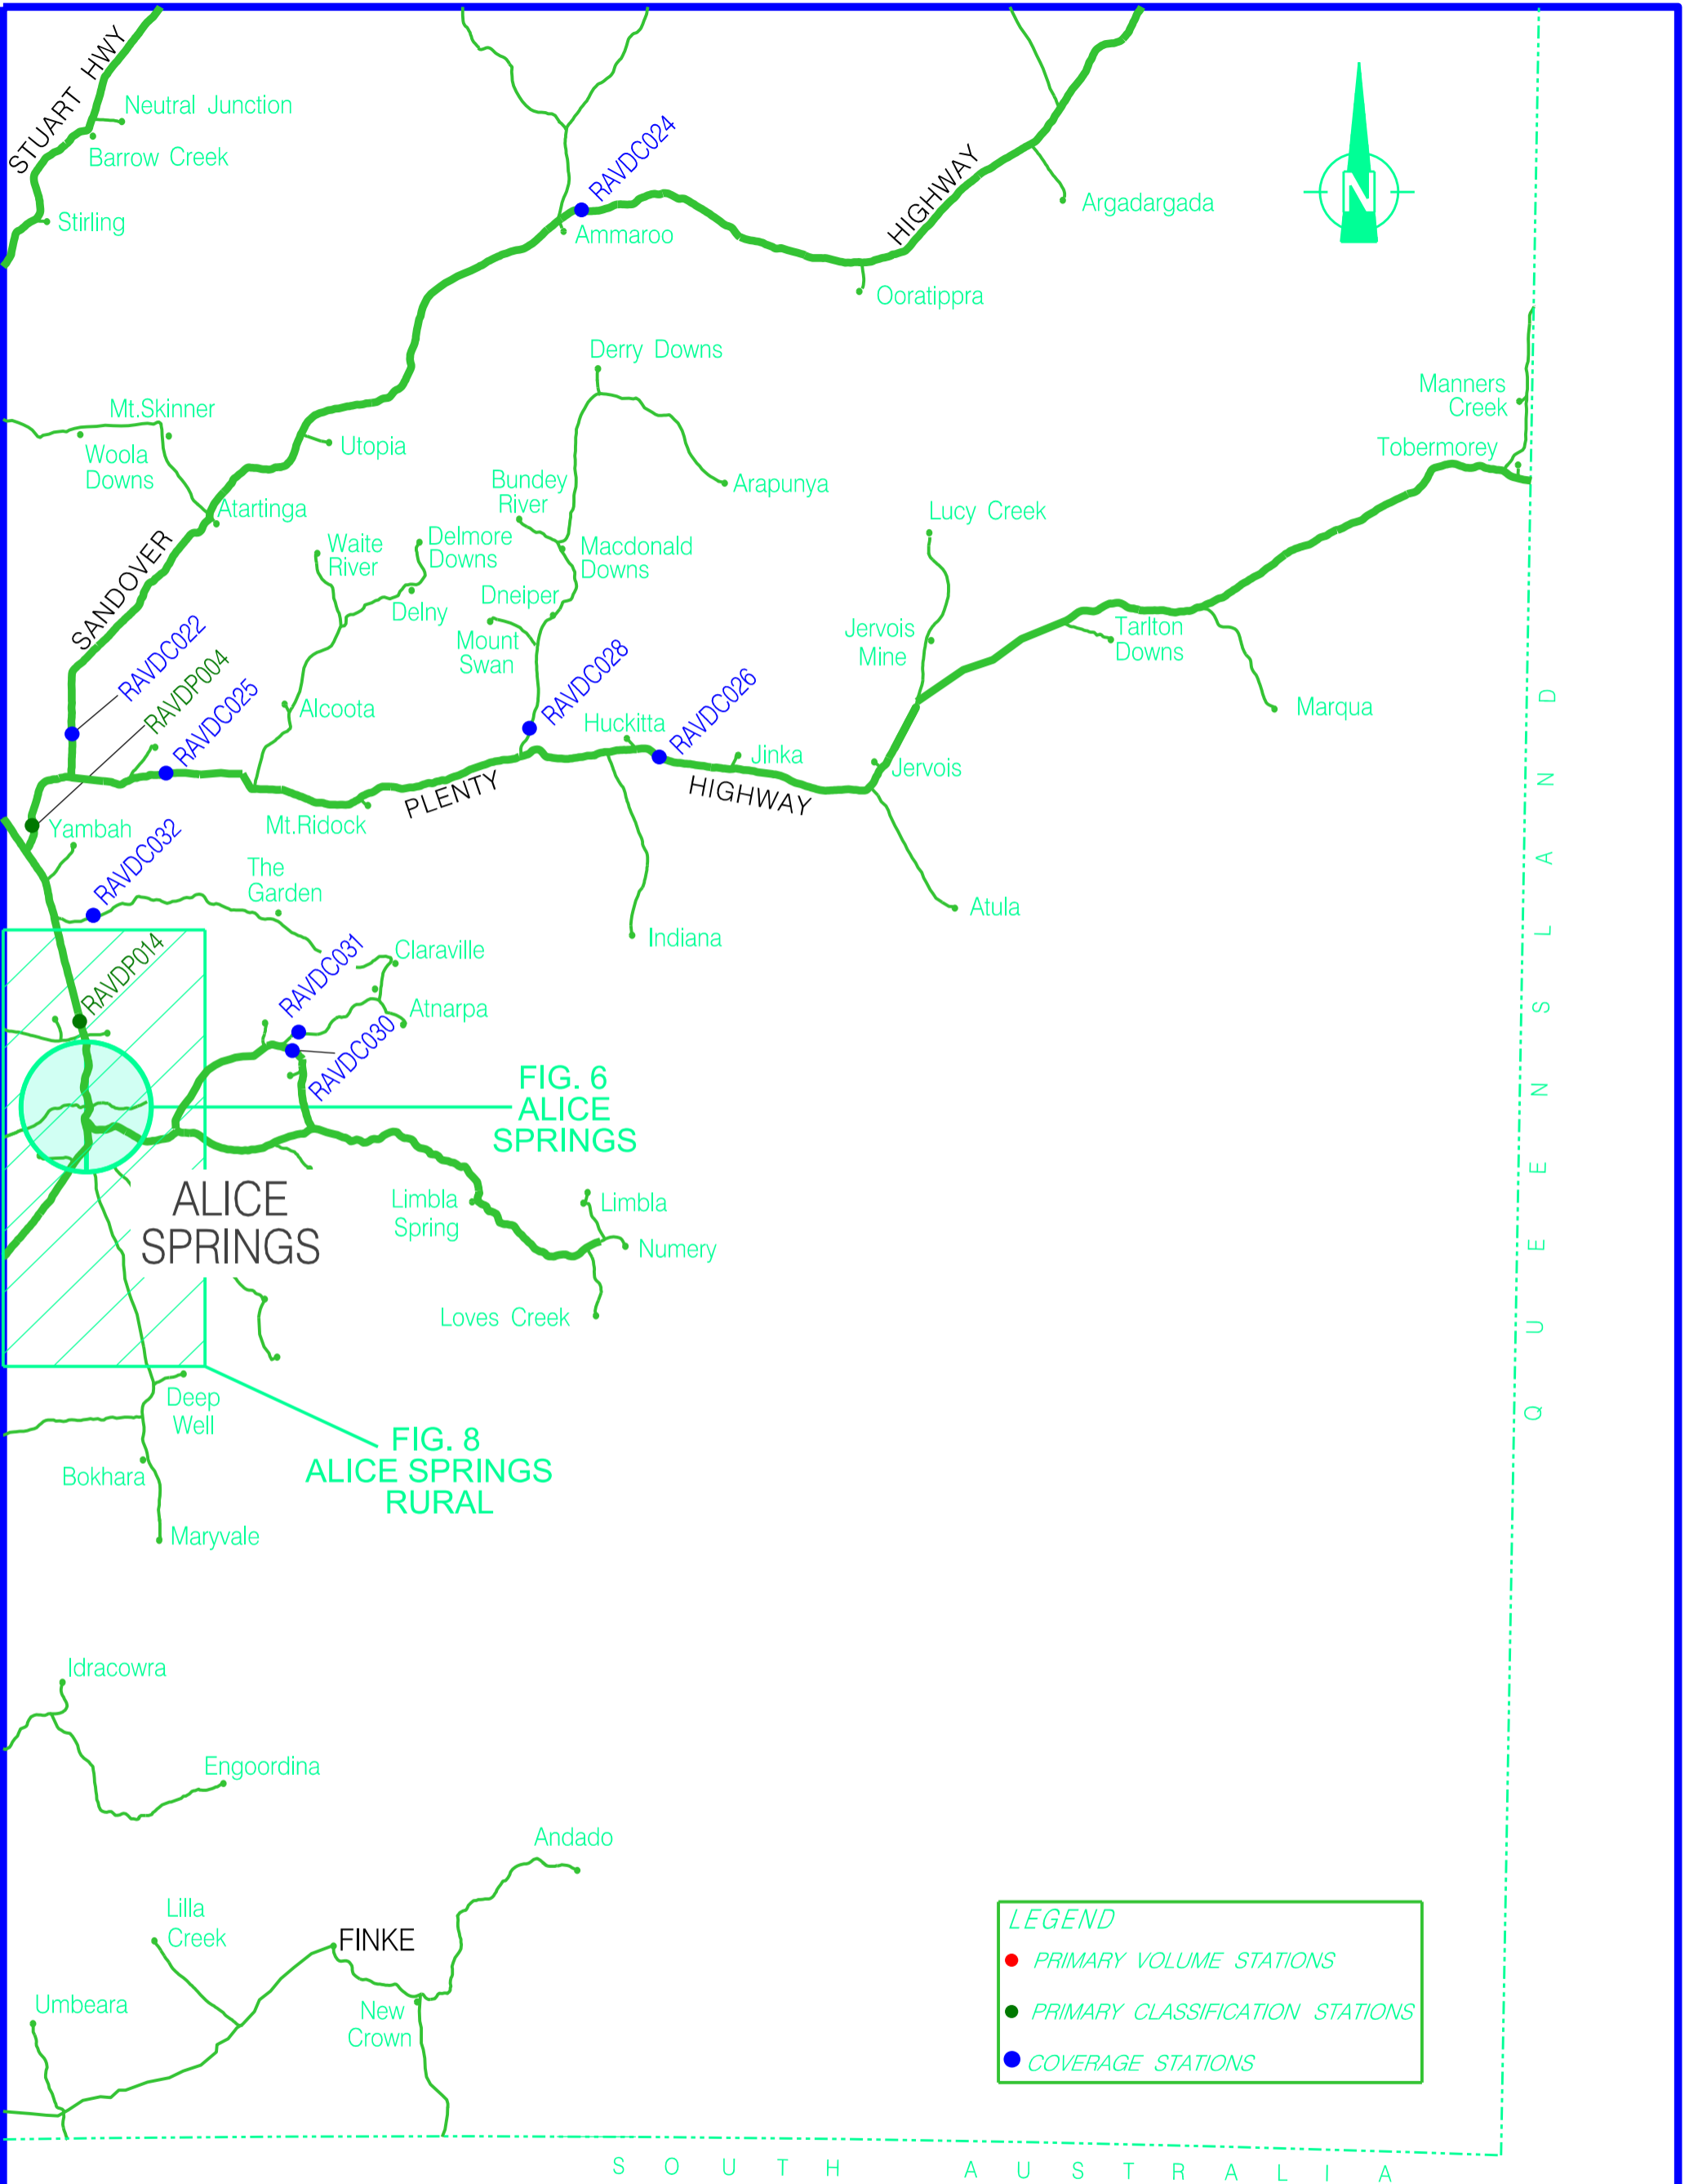 STUART HWY
Neutral Junction
Barrow Creek
Stirling
RAVDC024
Ammaroo
HIGHWAY
Argadargada
N
Ooratippra
Derry Downs
Manners
Creek
Mt.Skinner
Woola
Downs
Utopia
Tobermorey
Bundey
River
Arapunya
Atartinga
Lucy Creek
Waite
River
Delmore
Downs
Macdonald
Downs
SANDOVER
Delny
Dneiper
Mount
Swan
Jervois
Mine
Tarlton
Downs
RAVDC022
RAVDP004
RAVDC025
Alcoota
RAVDC028
Huckitta
RAVDC026
Marqua
Jinka
Jervois
PLENTY
HIGHWAY
Yambah
Mt.Ridock
RAVDC032
The
Garden
Atula
Indiana
RAVDP014
RAVDC031
Claraville
Atnarpa
RAVDC030
FIG. 6
ALICE
SPRINGS
ALICE
SPRINGS
Limbla
Spring
Limbla
Numery
Loves Creek
QUEENSLAND
Deep
Well
FIG. 8
ALICE SPRINGS
RURAL
Bokhara
Maryvale
Idracowra
Engoordina
Andado
Lilla
Creek
FINKE
Umbeara
New
Crown
LEGEND
PRIMARY VOLUME STATIONS
PRIMARY CLASSIFICATION STATIONS
COVERAGE STATIONS
SOUTH AUSTRALIA